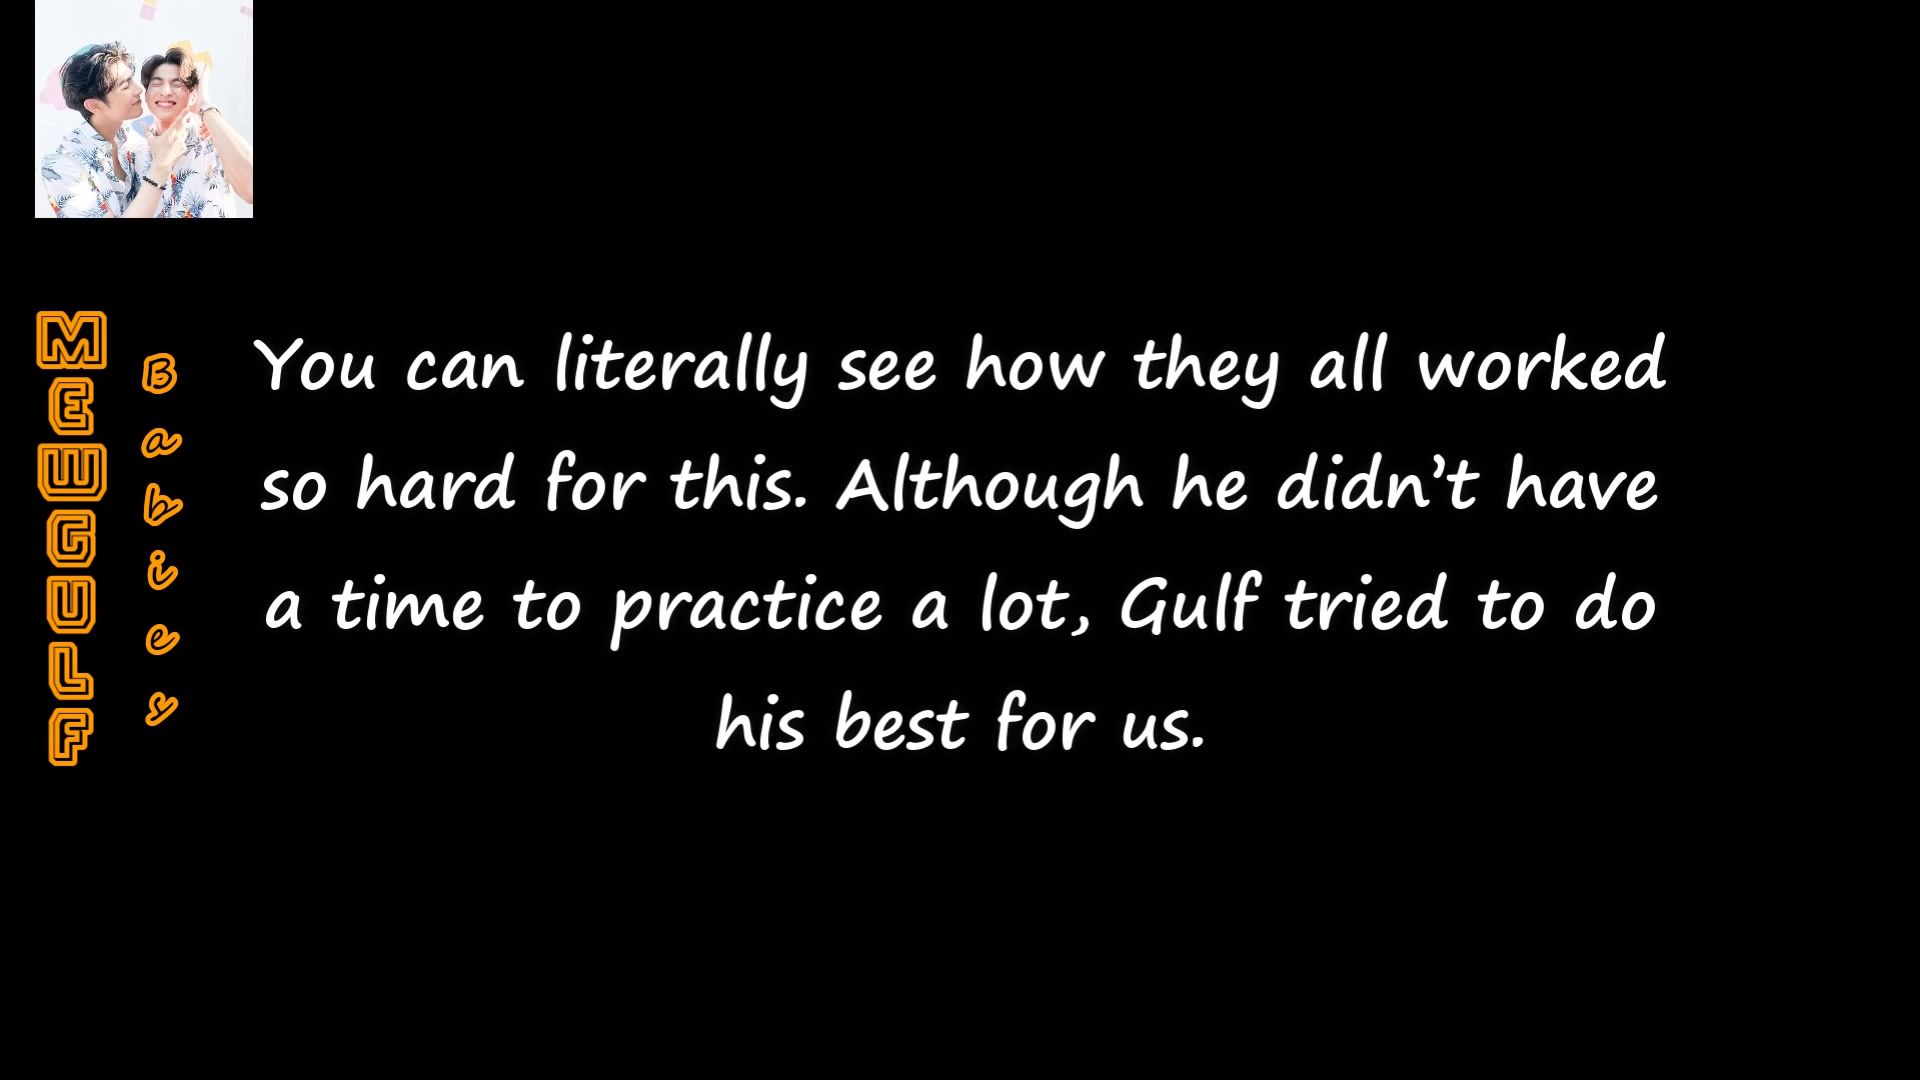 MEWGULF
Babies
You can literally see how they all worked
so hard for this. Although he didn’t have
a time to practice a lot, Gulf tried to do
his best for us.